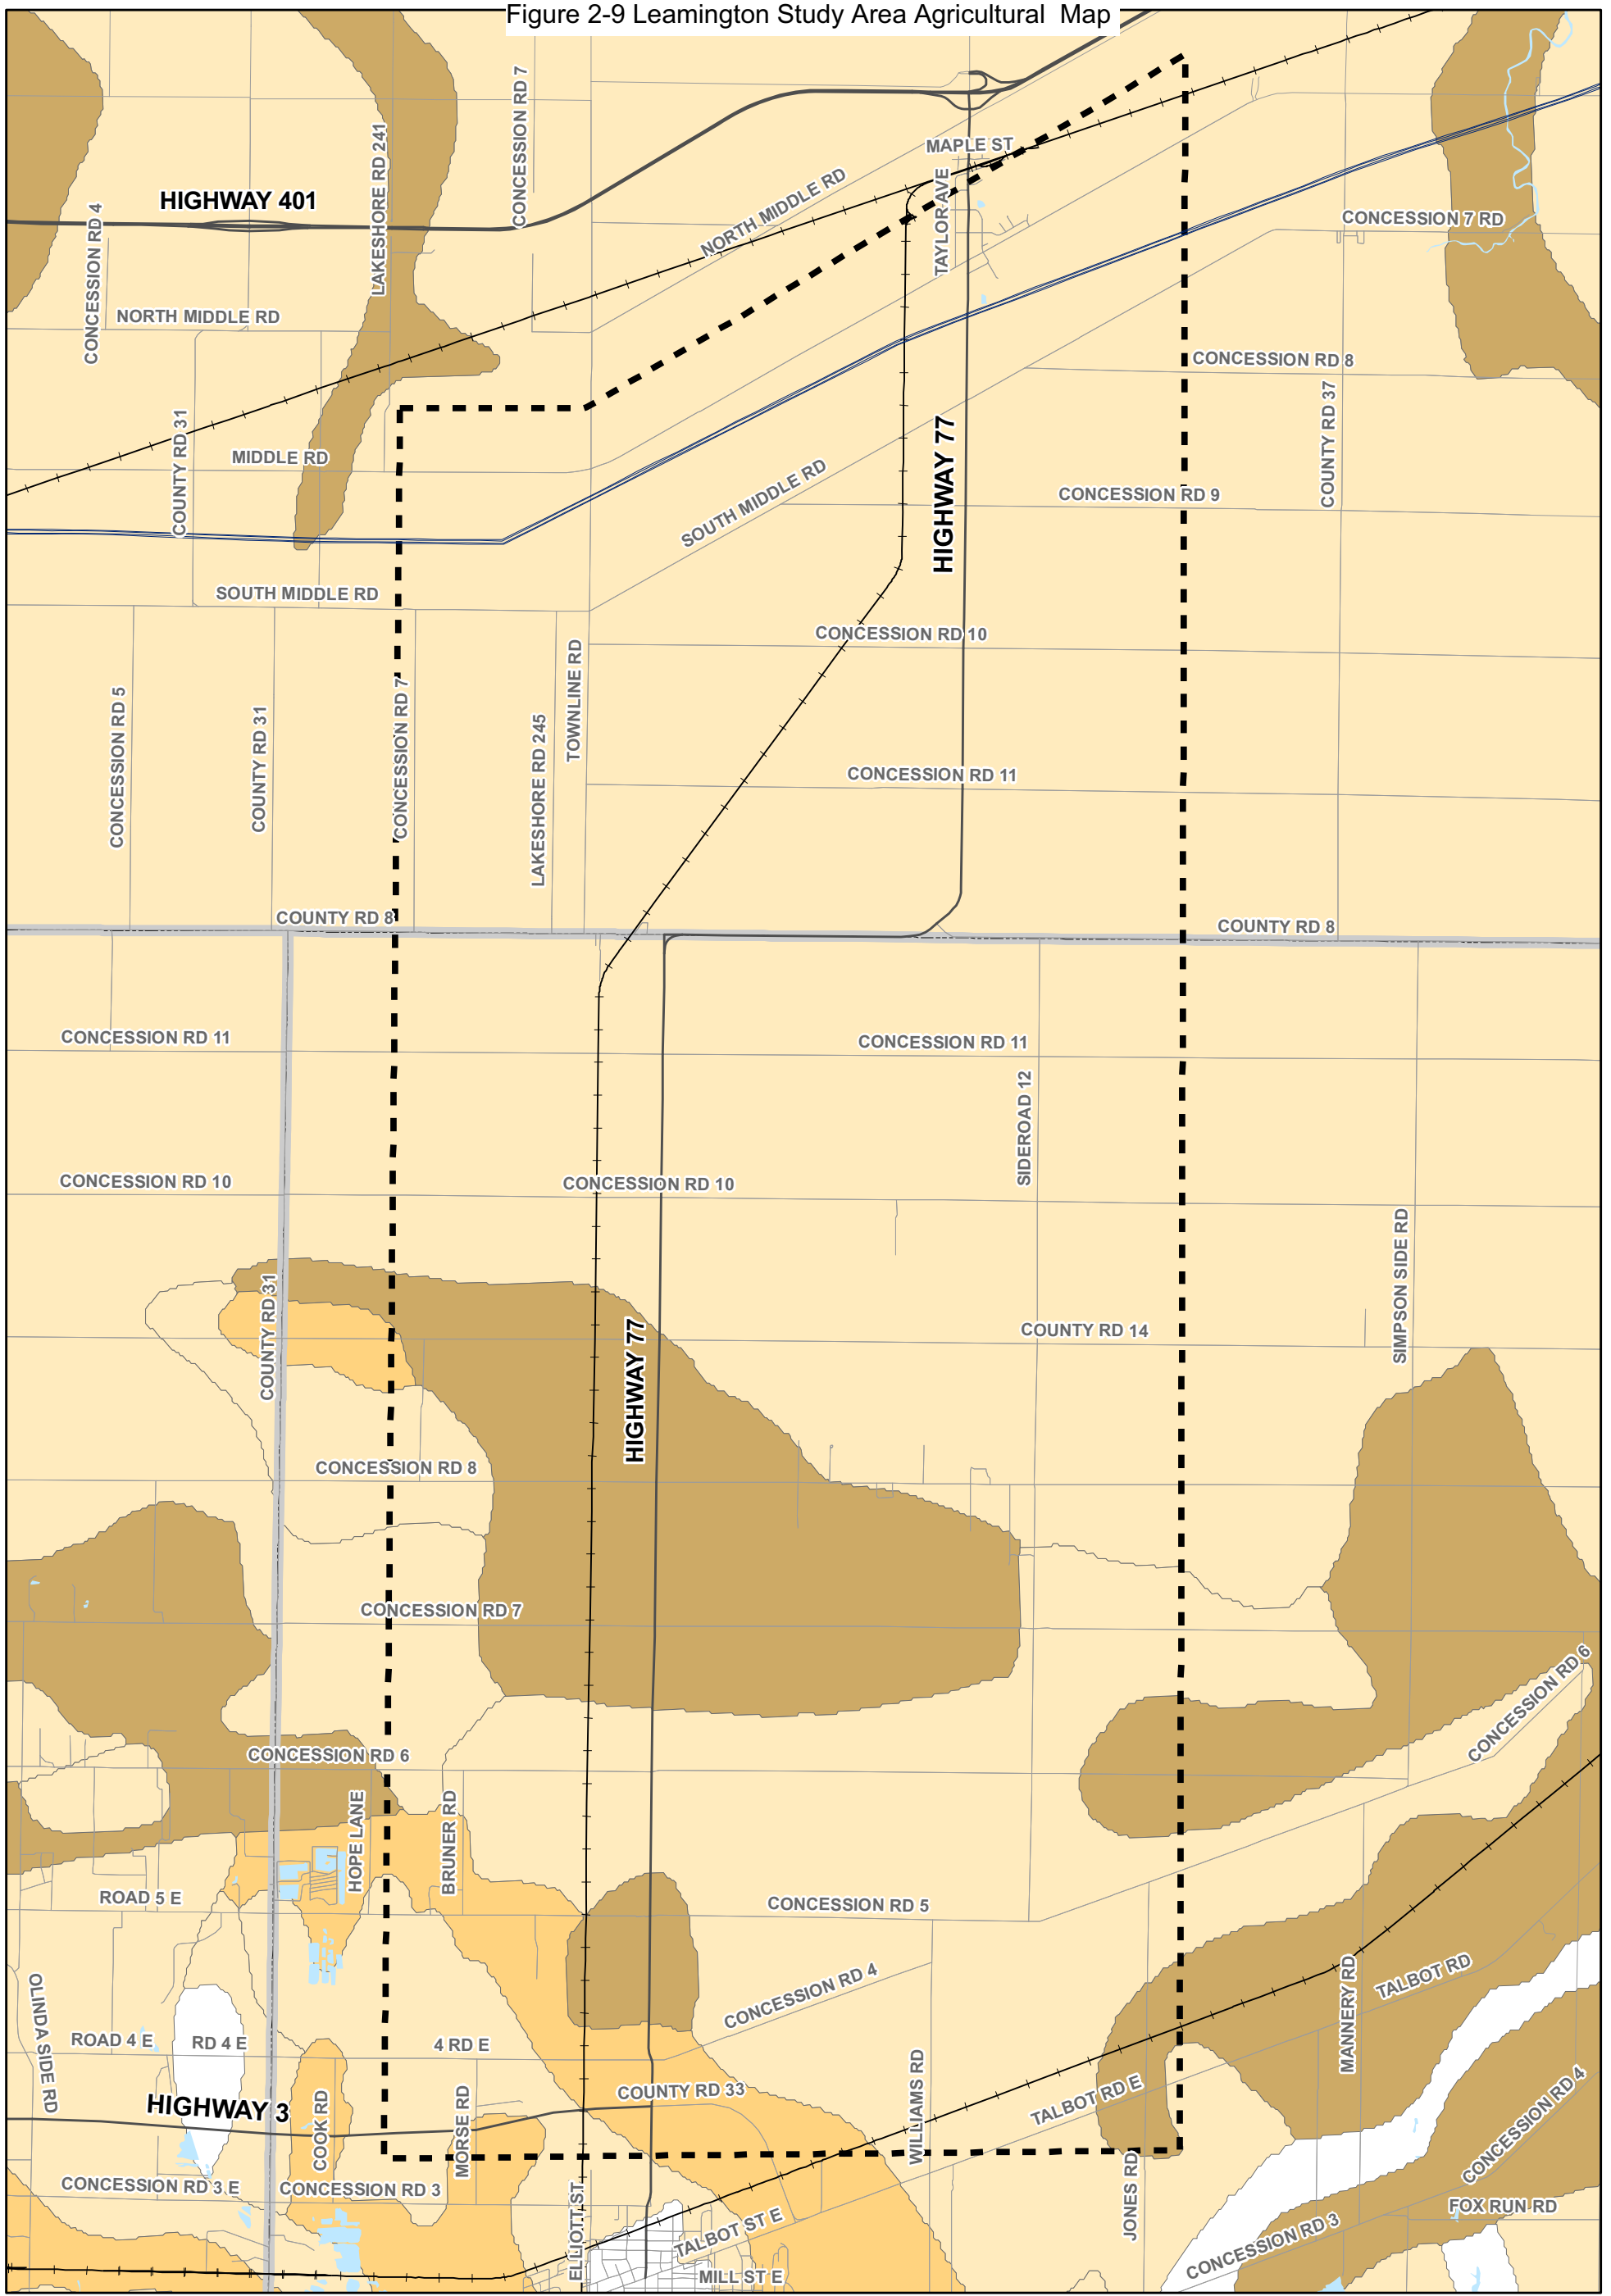 Figure 2-9 Leamington Study Area Agricultural Map
CONCESSION RD 7
LAKESHORE RD 241
MAPLE ST
HIGHWAY 401
CONCESSION RD 4
NORTH MIDDLE RD
TAYLOR AVE
CONCESSION 7 RD
NORTH MIDDLE RD
CONCESSION RD 8
COUNTY RD 37
COUNTY RD 31
MIDDLE RD
HIGHWAY 77
SOUTH MIDDLE RD
CONCESSION RD 9
SOUTH MIDDLE RD
CONCESSION RD 10
TOWNLINE RD
CONCESSION RD 5
COUNTY RD 31
CONCESSION RD 7
LAKESHORE RD 245
CONCESSION RD 11
COUNTY RD 8
COUNTY RD 8
CONCESSION RD 11
CONCESSION RD 11
SIDEROAD 12
CONCESSION RD 10
CONCESSION RD 10
SIMPSON SIDE RD
COUNTY RD 31
HIGHWAY 77
COUNTY RD 14
CONCESSION RD 8
CONCESSION RD 7
CONCESSION RD 6
CONCESSION RD 6
HOPE LANE
BRUNER RD
ROAD 5 E
CONCESSION RD 5
OLINDA SIDE RD
CONCESSION RD 4
MANNERY RD
TALBOT RD
ROAD 4 E
RD 4 E
4 RD E
HIGHWAY 3
COOK RD
MORSE RD
COUNTY RD 33
WILLIAMS RD
TALBOT RD E
CONCESSION RD 4
CONCESSION RD 3 E
CONCESSION RD 3
ELLIOTT ST
TALBOT ST E
JONES RD
CONCESSION RD 3
FOX RUN RD
MILL ST E